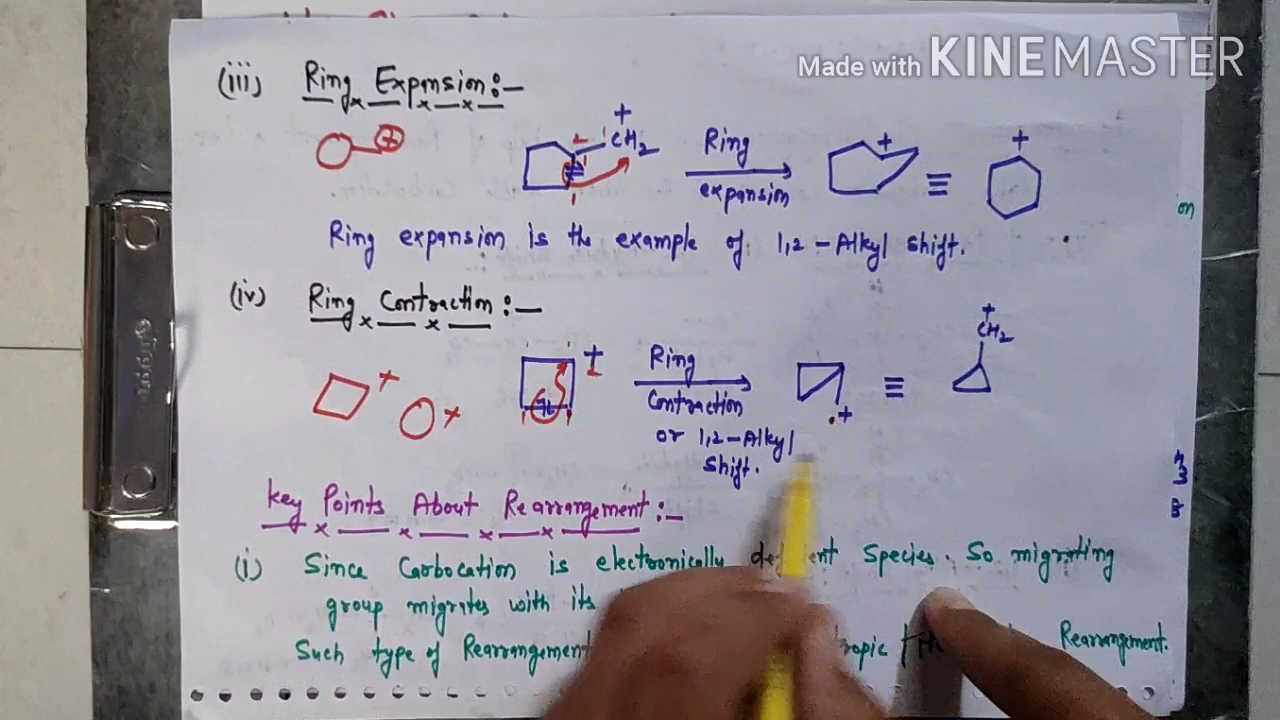 Made with KINEMASTER
(iii) Ring Expansion:-
+
CH2
Ring
expansion
+
≡
+
Ring expansion is the example of 1,2-Alkyl shift.
on
(iv) Ring Contraction:-
+
+
+
Ring
Contraction
or 1,2-Alkyl
shift.
+
≡
+
CH2
Key Points About Rearrangement:-
(i) Since Carbocation is electronically species. So migrating
group migrates with its
Such type of Rearrangement Rearrangement.